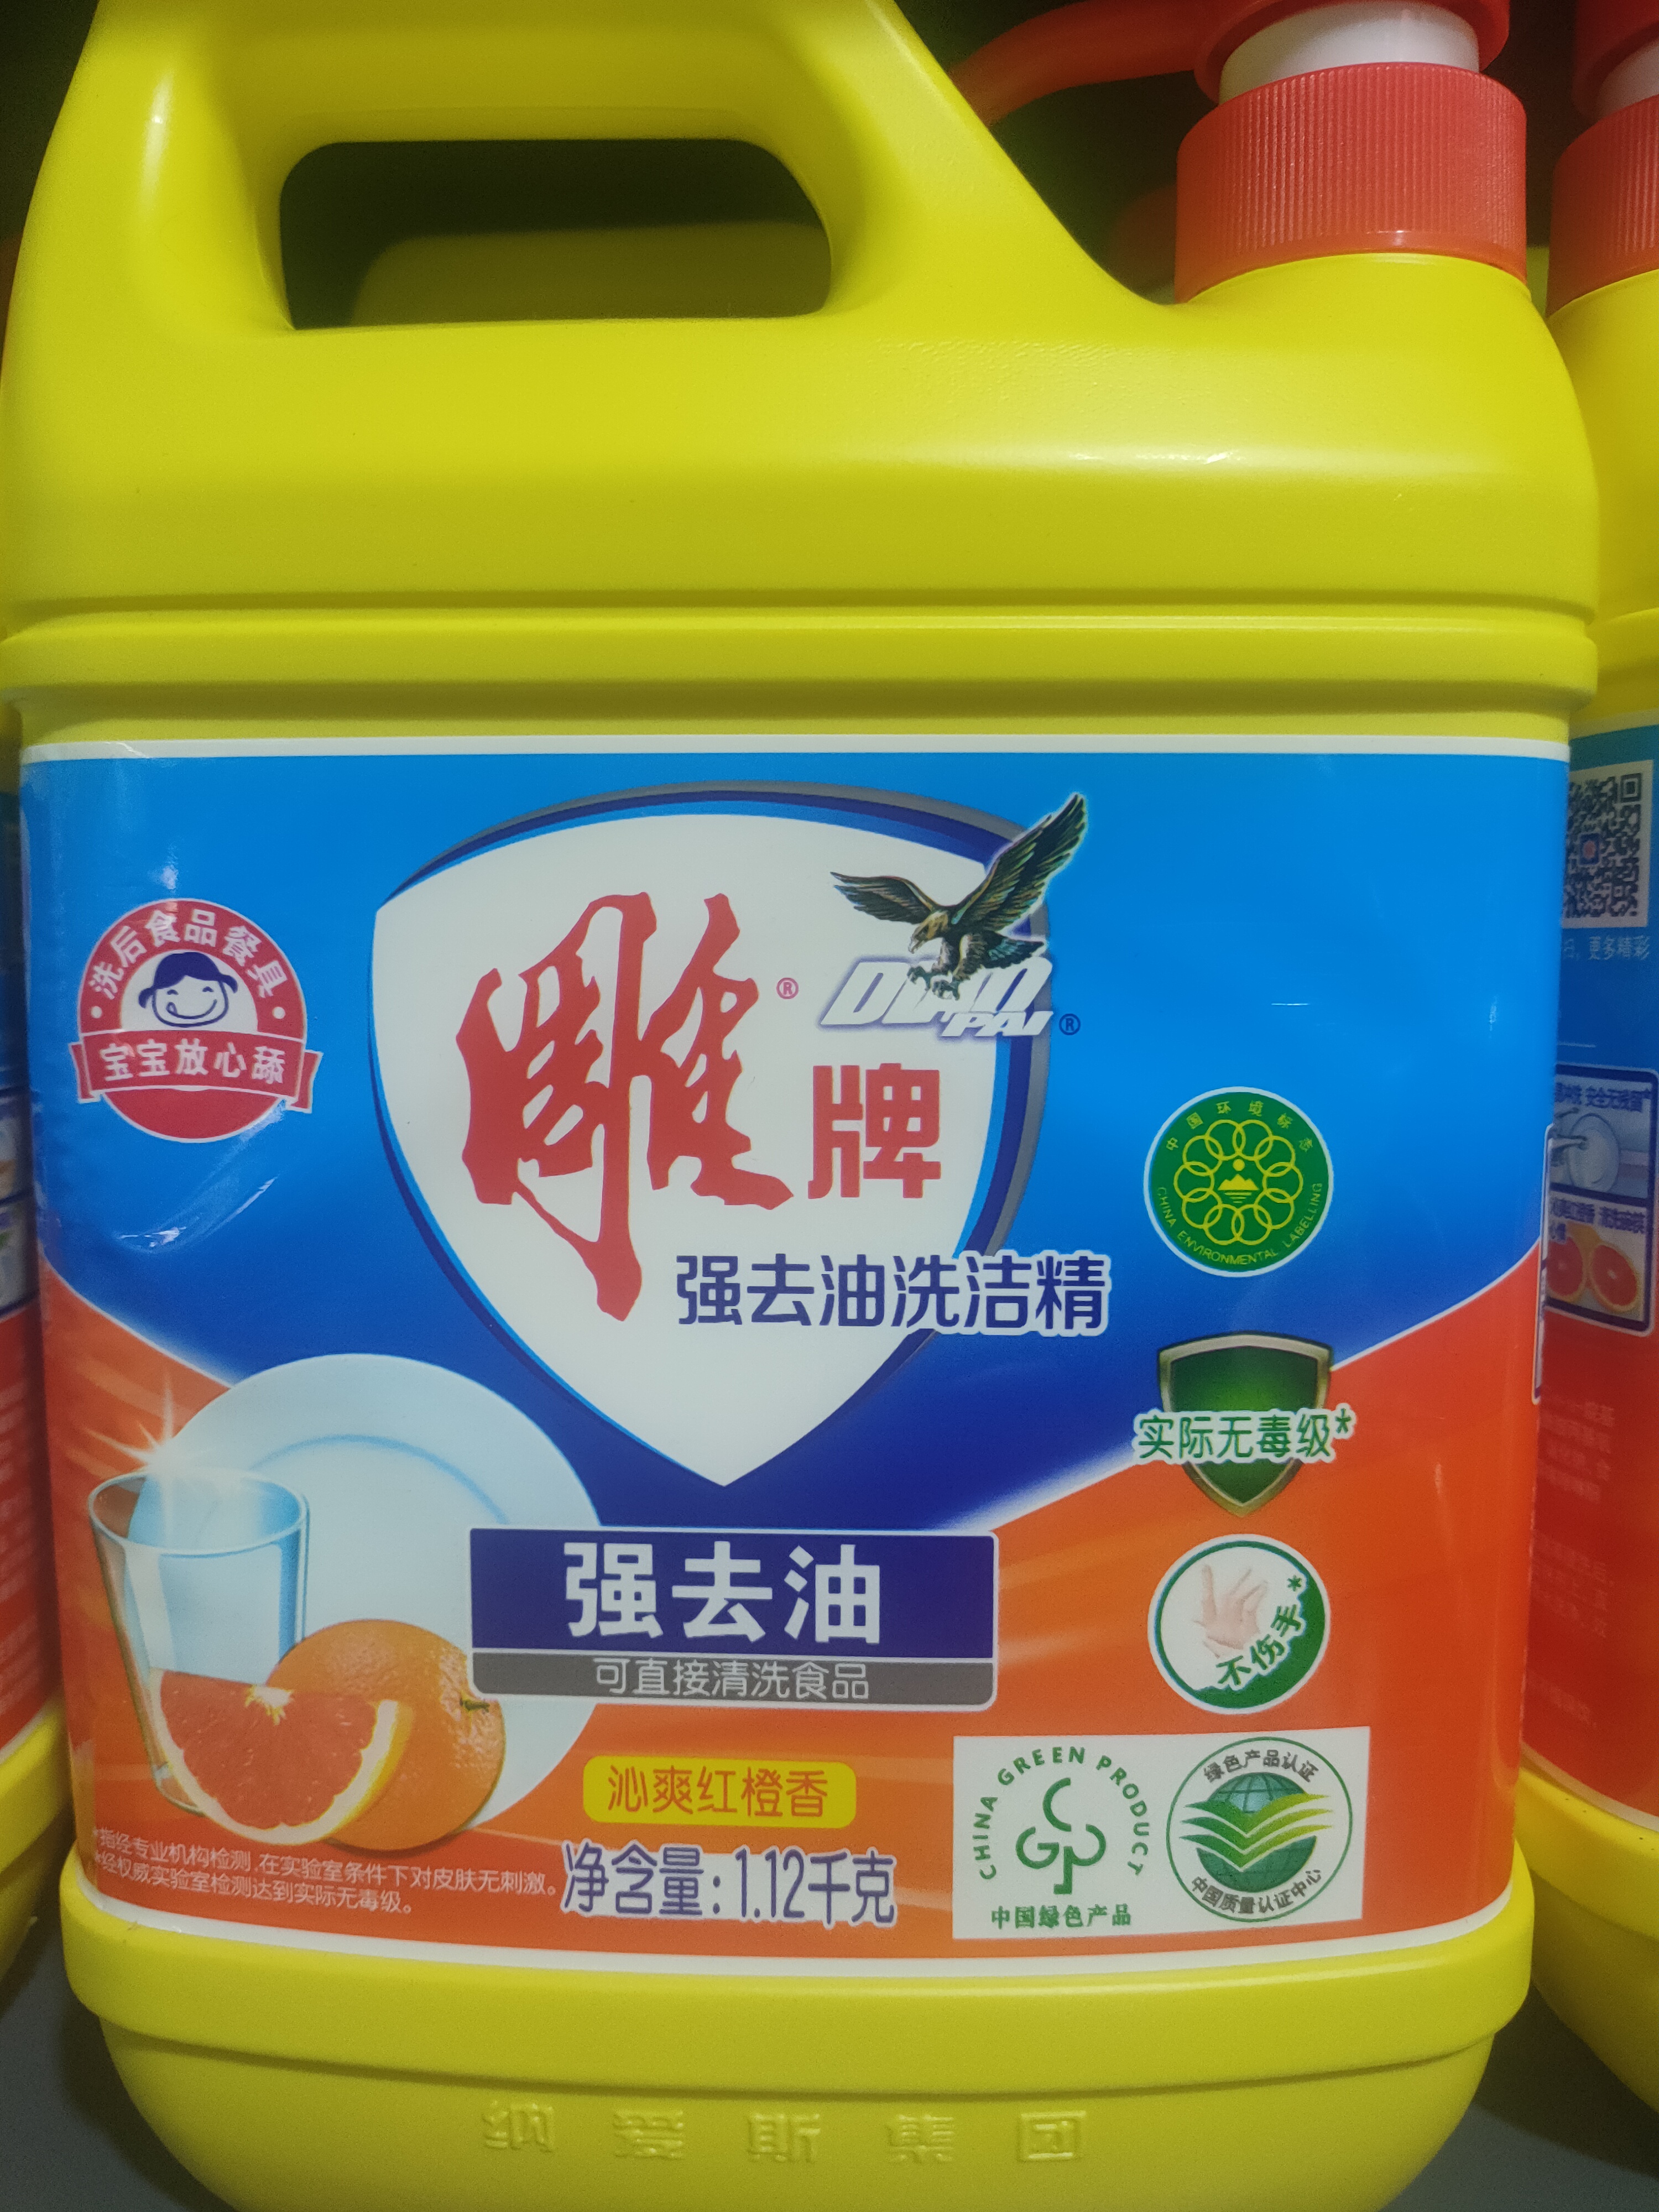 洗后食品餐具
宝宝放心舔
雕® DIAO
PAI®
牌
强去油洗洁精
中国环境标志
CHINA ENVIRONMENTAL LABELLING
实际无毒级*
不伤手*
强去油
可直接清洗食品
沁爽红橙香
净含量:1.12千克
*指经专业机构检测,在实验室条件下对皮肤无刺激。
*经权威实验室检测达到实际无毒级。
CHINA GREEN PRODUCT
CGP
中国绿色产品
绿色产品认证
中国质量认证中心
纳爱斯集团
扫,更多精彩